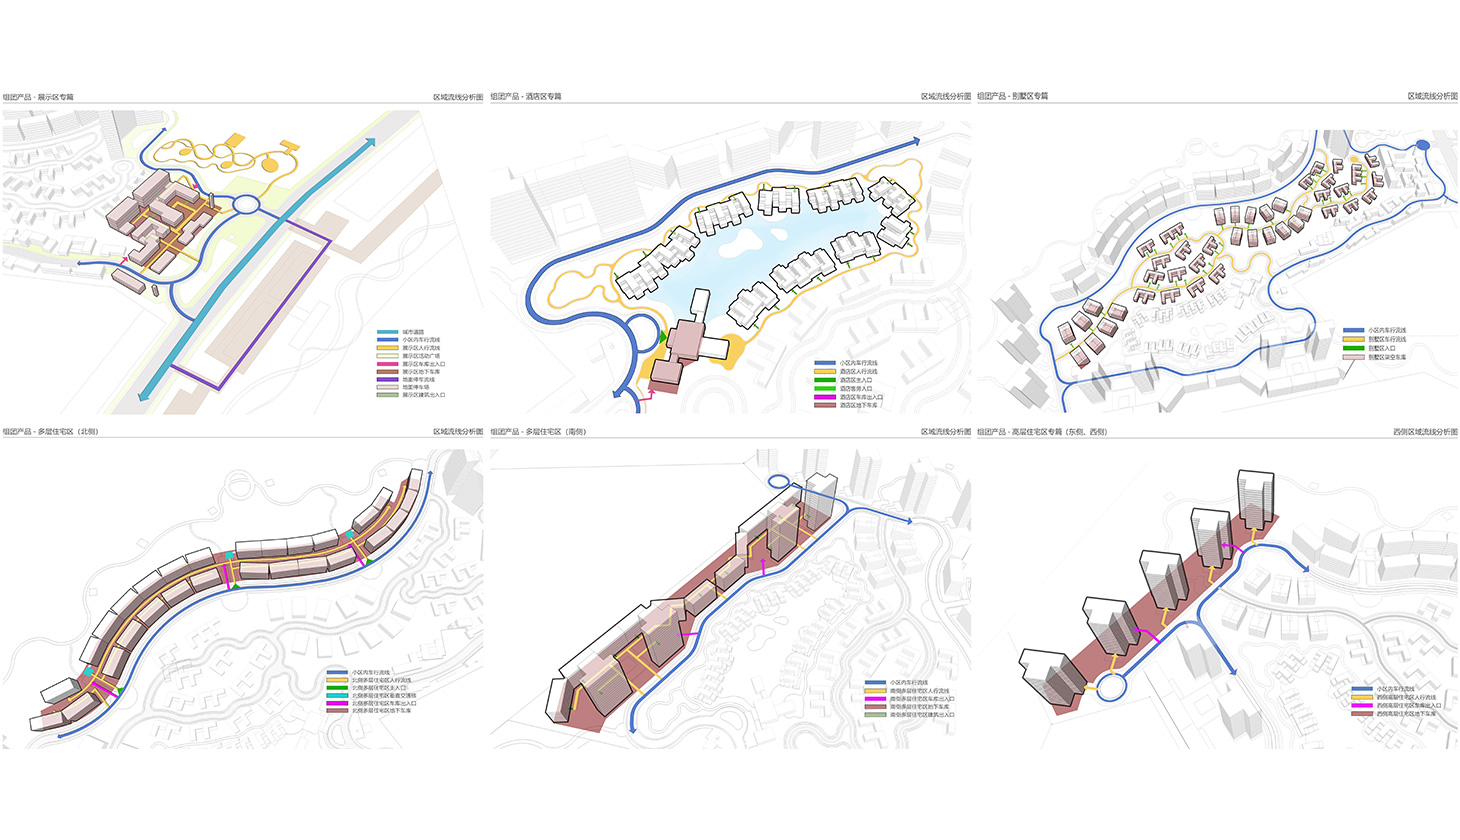 组团产品 - 展示区专篇
区域流线分析图
城市道路
小区内车行流线
展示区人行流线
展示区活动广场
展示区车库出入口
展示区地下车库
地面停车流线
地面停车场
展示区建筑出入口
组团产品 - 酒店区专篇
区域流线分析图
小区内车行流线
酒店区人行流线
酒店区主入口
酒店客房入口
酒店区车库出入口
酒店区地下车库
组团产品 - 别墅区专篇
区域流线分析图
小区内车行流线
别墅区车行流线
别墅区入口
别墅区架空车库
组团产品 - 多层住宅区（北侧）
区域流线分析图
小区内车行流线
北侧多层住宅区人行流线
北侧多层住宅区主入口
北侧多层住宅区垂直交通核
北侧多层住宅区车库出入口
北侧多层住宅区地下车库
组团产品 - 多层住宅区（南侧）
区域流线分析图
小区内车行流线
南侧多层住宅区人行流线
南侧多层住宅区车库出入口
南侧多层住宅区地下车库
南侧多层住宅区建筑出入口
组团产品 - 高层住宅区专篇（东侧、西侧）
西侧区域流线分析图
小区内车行流线
西侧高层住宅区人行流线
西侧高层住宅区车库出入口
西侧高层住宅区地下车库